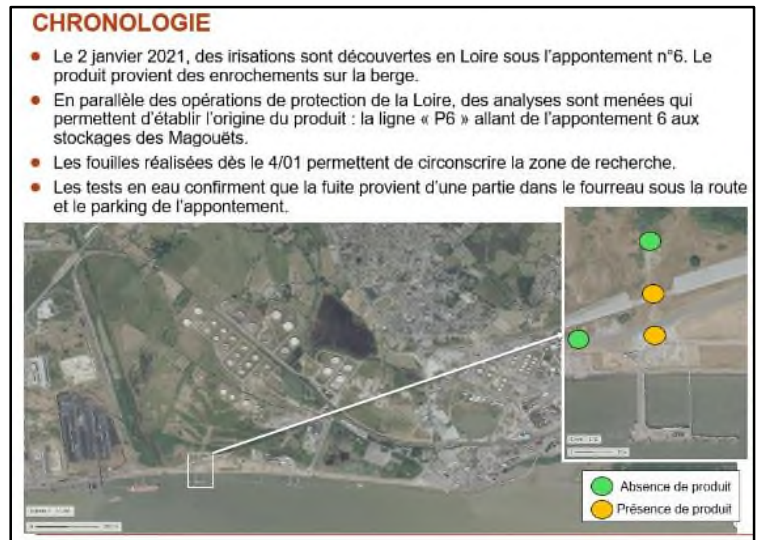 CHRONOLOGIE
Le 2 janvier 2021, des irisations sont découvertes en Loire sous l'appontement n°6. Le
produit provient des enrochements sur la berge.
En parallèle des opérations de protection de la Loire, des analyses sont menées qui
permettent d'établir l'origine du produit : la ligne « P6 » allant de l'appontement 6 aux
stockages des Magouëts.
Les fouilles réalisées dès le 4/01 permettent de circonscrire la zone de recherche.
Les tests en eau confirment que la fuite provient d'une partie dans le fourreau sous la route
et le parking de l'appontement.
Absence de produit
Présence de produit